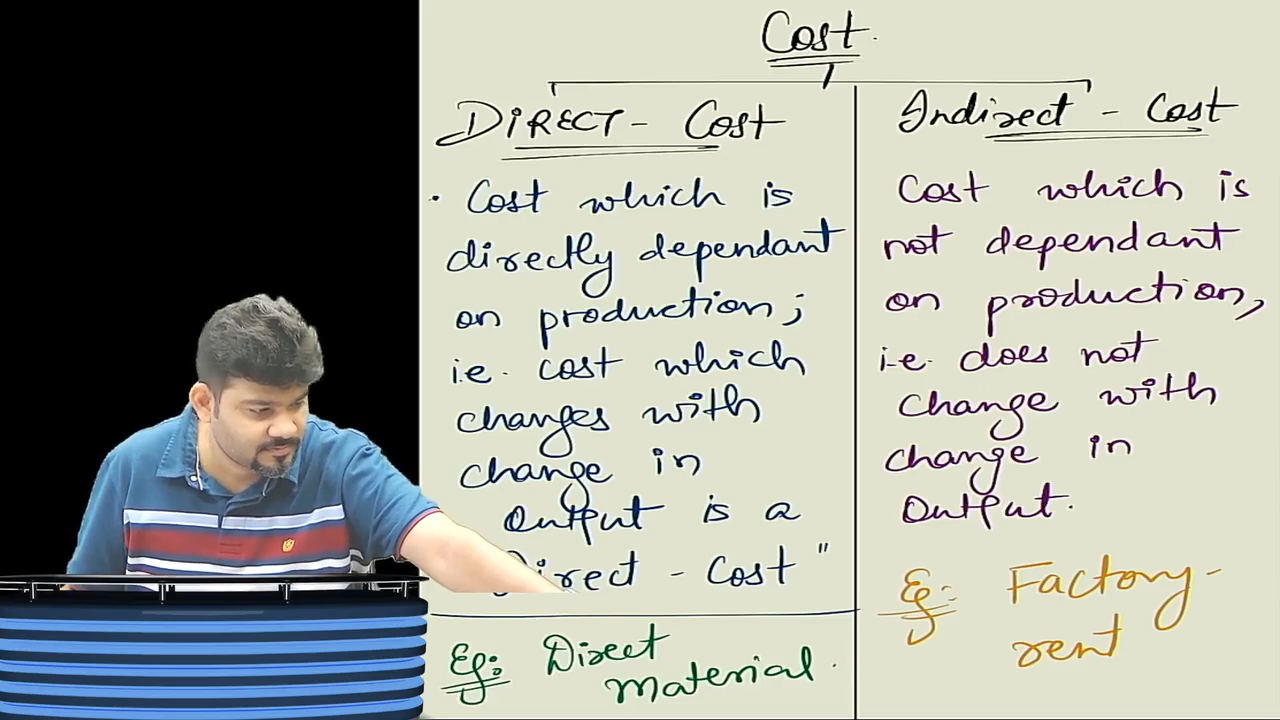 Cost.
DIRECT - Cost
· Cost which is
directly dependant
on production;
i.e. cost which
changes with
change in
Output is a
Direct - Cost"
Eg: Direct
material.
Indirect - Cost
Cost which is
not dependant
on production,
i.e. does not
change with
change in
Output.
Eg: Factory-
rent